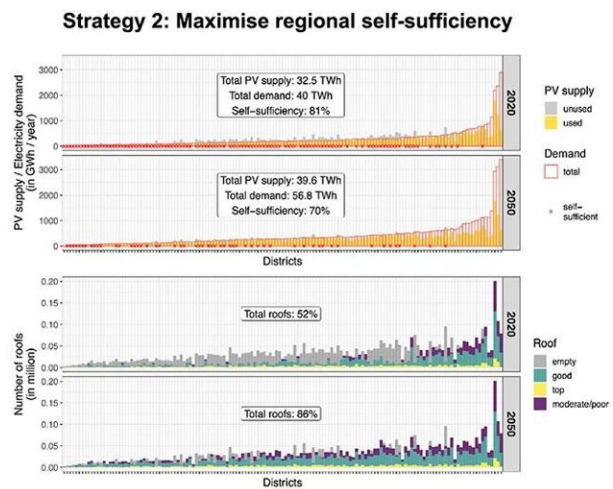 Strategy 2: Maximise regional self-sufficiency
PV supply / Electricity demand
(in GWh / year)
3000
2000
1000
0
Total PV supply: 32.5 TWh
Total demand: 40 TWh
Self-sufficiency: 81%
2020
3000
2000
1000
0
Total PV supply: 39.6 TWh
Total demand: 56.8 TWh
Self-sufficiency: 70%
2050
Districts
PV supply
unused
used
Demand
total
self-
sufficient
Number of roofs
(in million)
0.20
0.15
0.10
0.05
0.00
Total roofs: 52%
2020
0.20
0.15
0.10
0.05
0.00
Total roofs: 86%
2050
Districts
Roof
empty
good
top
moderate/poor